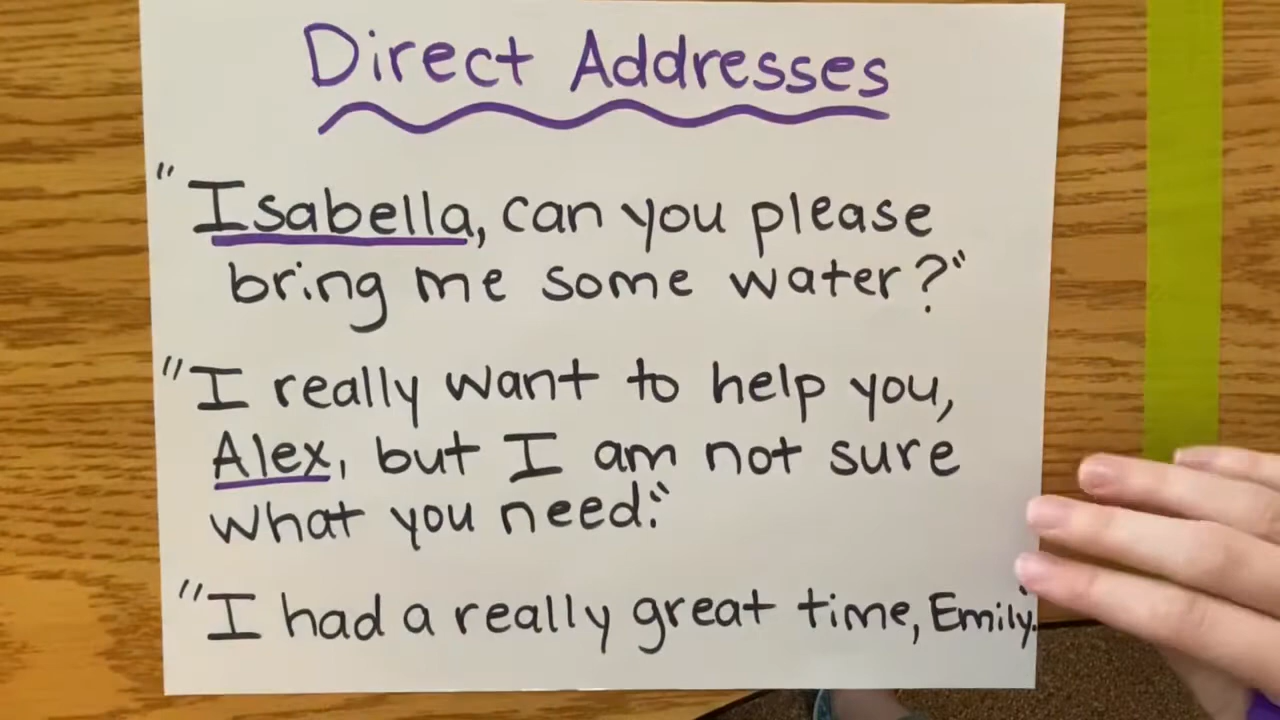 Direct Addresses
"Isabella, can you please
bring me some water?"
"I really want to help you,
Alex, but I am not sure
what you need."
"I had a really great time, Emily."